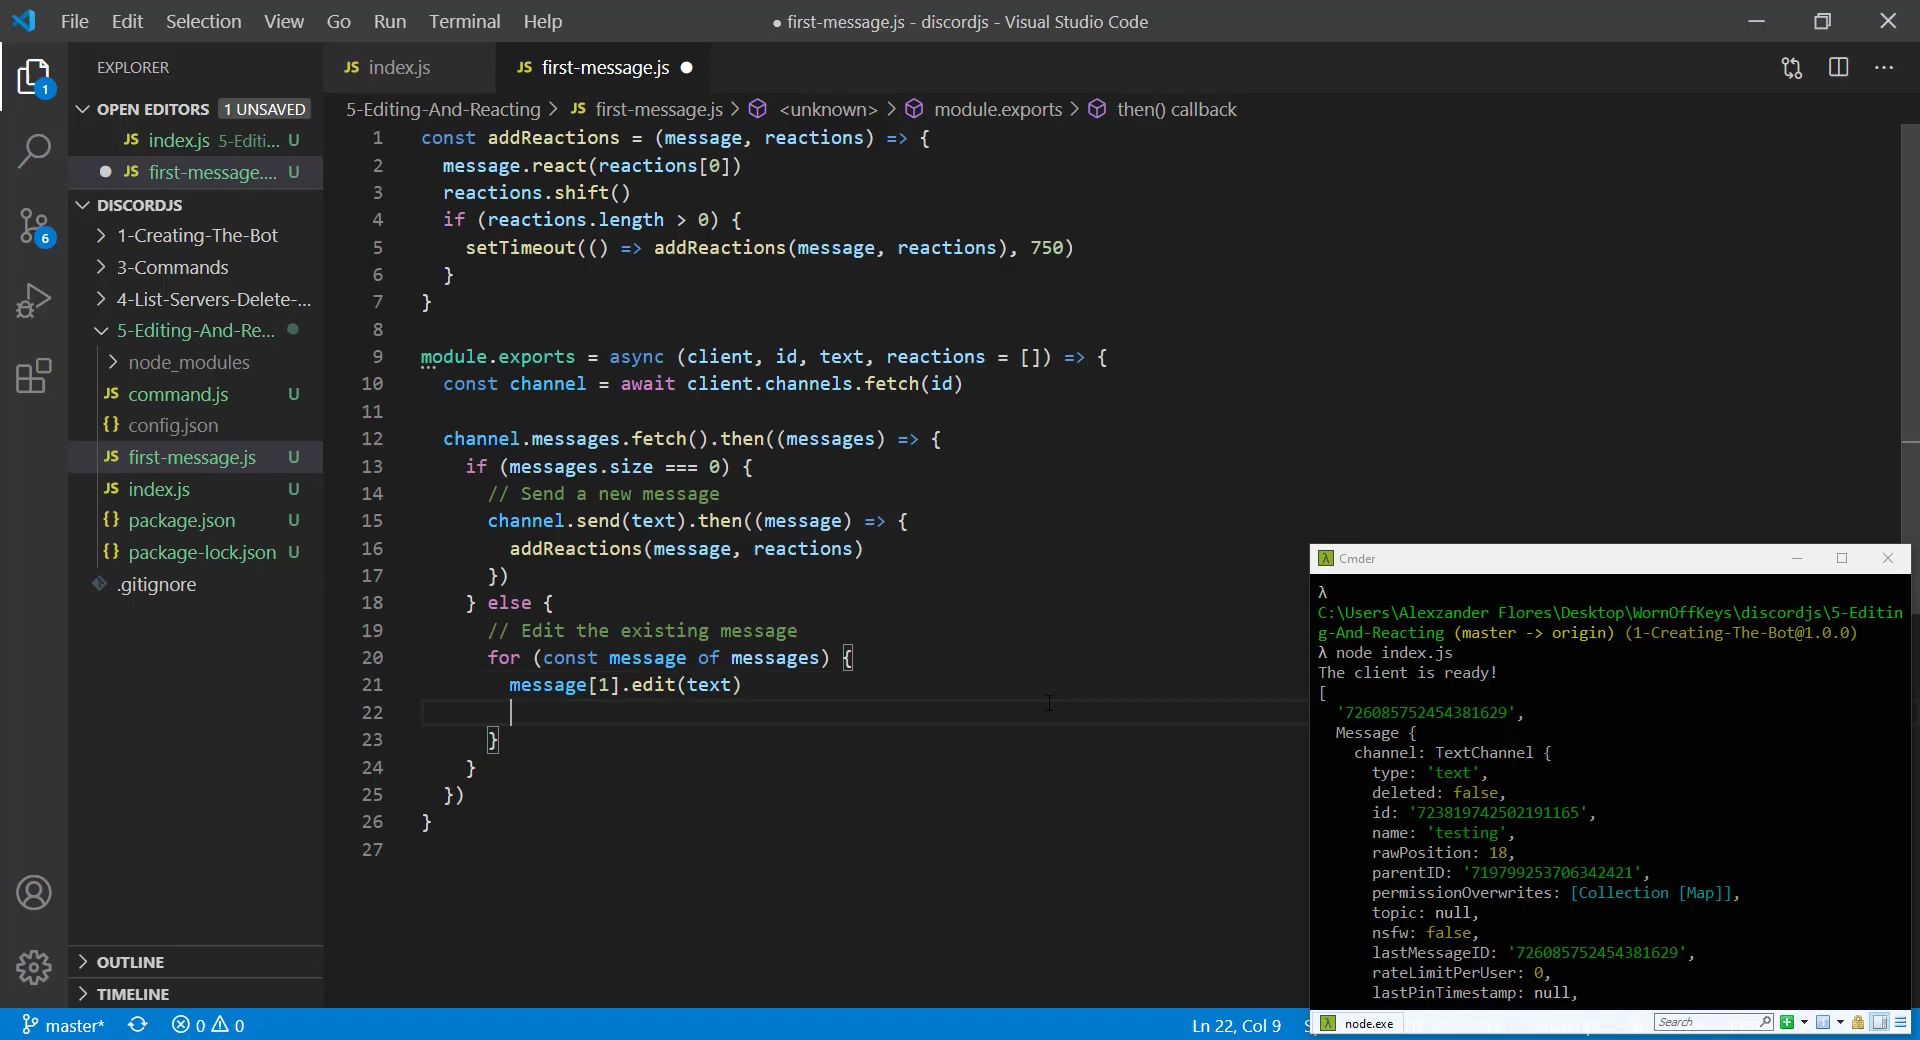 File Edit Selection View Go Run Terminal Help
● first-message.js - discordjs - Visual Studio Code
EXPLORER
OPEN EDITORS 1 UNSAVED
JS index.js 5-Editi... U
JS first-message.... U
DISCORDJS
1-Creating-The-Bot
3-Commands
4-List-Servers-Delete-...
5-Editing-And-Re...
node_modules
JS command.js U
{} config.json
JS first-message.js U
JS index.js U
{} package.json U
{} package-lock.json U
.gitignore
OUTLINE
TIMELINE
1
6
JS index.js
JS first-message.js ●
5-Editing-And-Reacting > JS first-message.js > <unknown> > module.exports > then() callback
1 const addReactions = (message, reactions) => {
2 message.react(reactions[0])
3 reactions.shift()
4 if (reactions.length > 0) {
5 setTimeout(() => addReactions(message, reactions), 750)
6 }
7 }
8
9 module.exports = async (client, id, text, reactions = []) => {
10 const channel = await client.channels.fetch(id)
11
12 channel.messages.fetch().then((messages) => {
13 if (messages.size === 0) {
14 // Send a new message
15 channel.send(text).then((message) => {
16 addReactions(message, reactions)
17 })
18 } else {
19 // Edit the existing message
20 for (const message of messages) {
21 message[1].edit(text)
22
23 }
24 }
25 })
26 }
27
Cmder
λ
C:\Users\Alexzander Flores\Desktop\WornOffKeys\discordjs\5-Editin
g-And-Reacting (master -> origin) (1-Creating-The-Bot@1.0.0)
λ node index.js
The client is ready!
[
'726085752454381629',
Message {
channel: TextChannel {
type: 'text',
deleted: false,
id: '723819742502191165',
name: 'testing',
rawPosition: 18,
parentID: '719799253706342421',
permissionOverwrites: [Collection [Map]],
topic: null,
nsfw: false,
lastMessageID: '726085752454381629',
rateLimitPerUser: 0,
lastPinTimestamp: null,
node.exe
Search
master*
0 0
Ln 22, Col 9